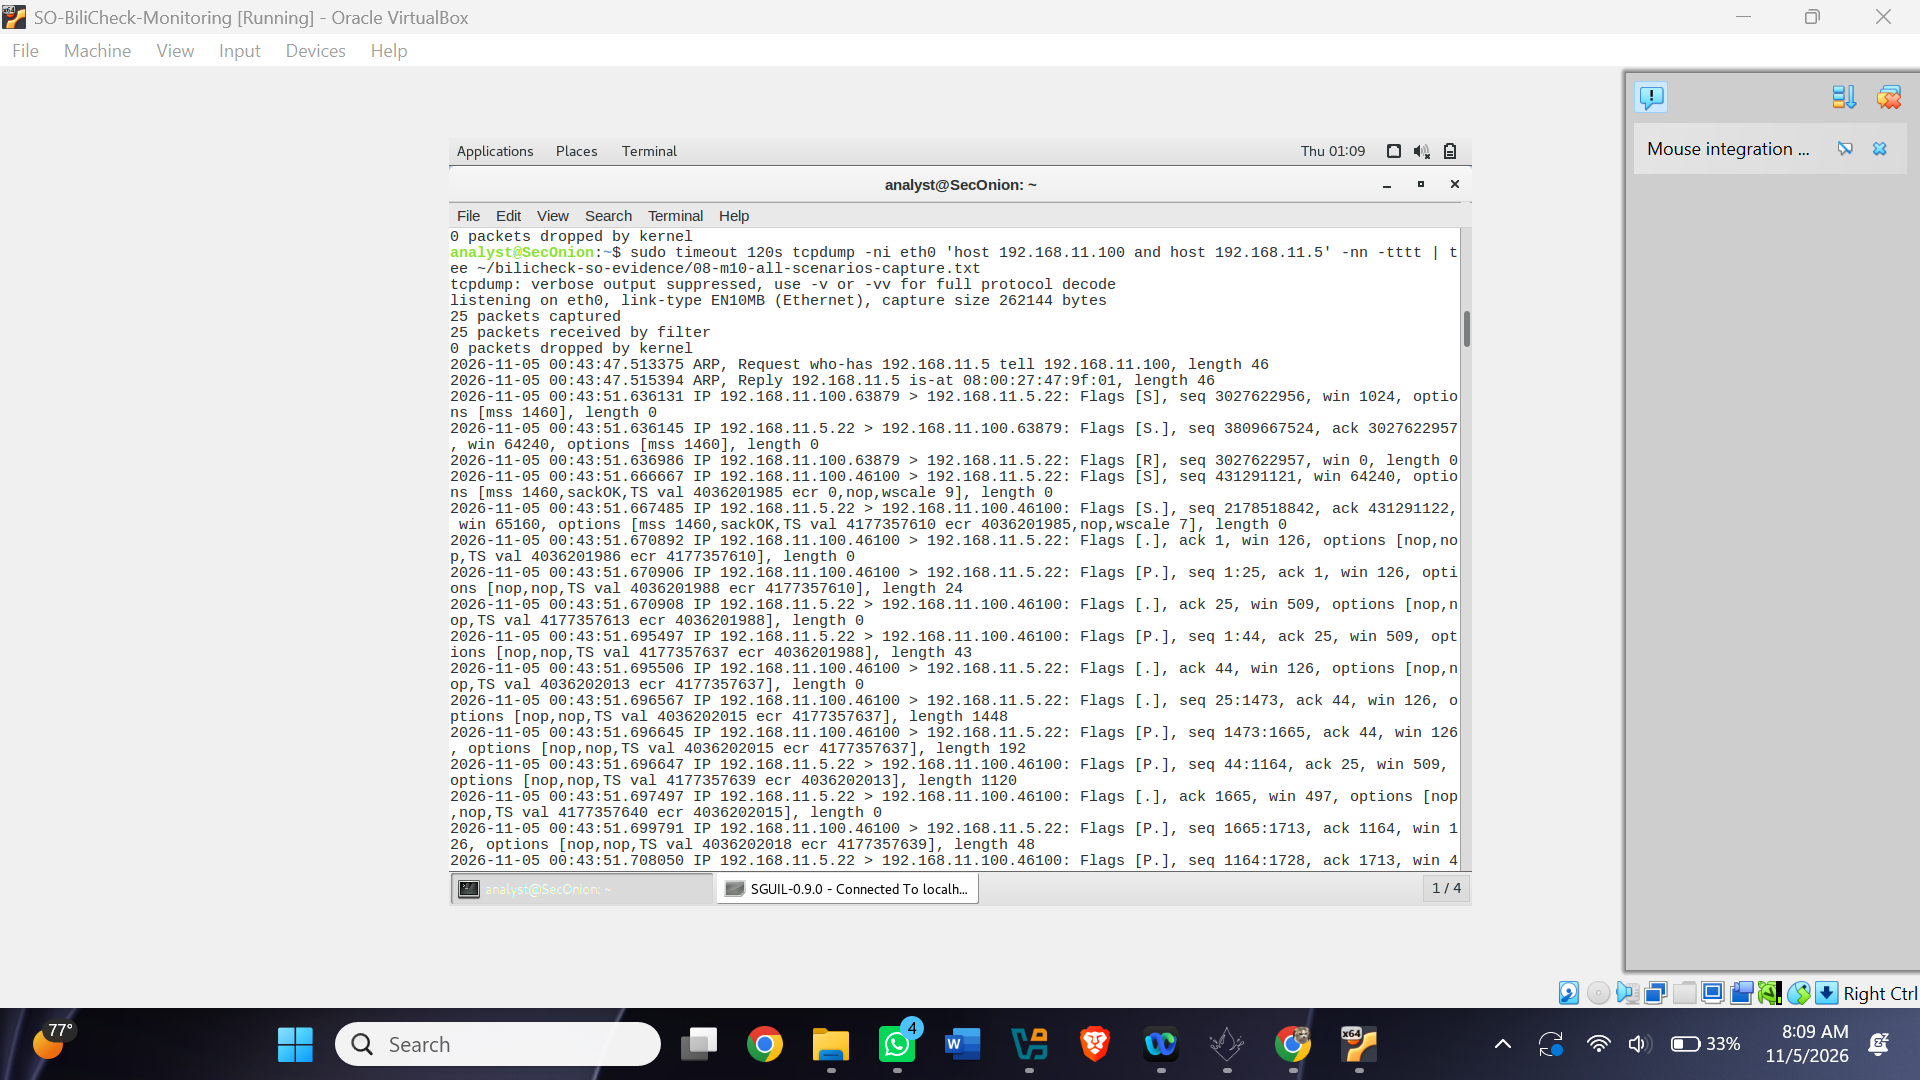 SO-BiliCheck-Monitoring [Running] - Oracle VirtualBox
File Machine View Input Devices Help
Mouse integration ...
Applications Places Terminal Thu 01:09
analyst@SecOnion: ~
File Edit View Search Terminal Help
0 packets dropped by kernel
analyst@SecOnion:~$ sudo timeout 120s tcpdump -ni eth0 'host 192.168.11.100 and host 192.168.11.5' -nn -tttt | t
ee ~/bilicheck-so-evidence/08-m10-all-scenarios-capture.txt
tcpdump: verbose output suppressed, use -v or -vv for full protocol decode
listening on eth0, link-type EN10MB (Ethernet), capture size 262144 bytes
25 packets captured
25 packets received by filter
0 packets dropped by kernel
2026-11-05 00:43:47.513375 ARP, Request who-has 192.168.11.5 tell 192.168.11.100, length 46
2026-11-05 00:43:47.515394 ARP, Reply 192.168.11.5 is-at 08:00:27:47:9f:01, length 46
2026-11-05 00:43:51.636131 IP 192.168.11.100.63879 > 192.168.11.5.22: Flags [S], seq 3027622956, win 1024, optio
ns [mss 1460], length 0
2026-11-05 00:43:51.636145 IP 192.168.11.5.22 > 192.168.11.100.63879: Flags [S.], seq 3809667524, ack 3027622957
, win 64240, options [mss 1460], length 0
2026-11-05 00:43:51.636986 IP 192.168.11.100.63879 > 192.168.11.5.22: Flags [R], seq 3027622957, win 0, length 0
2026-11-05 00:43:51.666667 IP 192.168.11.100.46100 > 192.168.11.5.22: Flags [S], seq 431291121, win 64240, optio
ns [mss 1460,sackOK,TS val 4036201985 ecr 0,nop,wscale 9], length 0
2026-11-05 00:43:51.667485 IP 192.168.11.5.22 > 192.168.11.100.46100: Flags [S.], seq 2178518842, ack 431291122,
 win 65160, options [mss 1460,sackOK,TS val 4177357610 ecr 4036201985,nop,wscale 7], length 0
2026-11-05 00:43:51.670892 IP 192.168.11.100.46100 > 192.168.11.5.22: Flags [.], ack 1, win 126, options [nop,no
p,TS val 4036201986 ecr 4177357610], length 0
2026-11-05 00:43:51.670906 IP 192.168.11.100.46100 > 192.168.11.5.22: Flags [P.], seq 1:25, ack 1, win 126, opti
ons [nop,nop,TS val 4036201988 ecr 4177357610], length 24
2026-11-05 00:43:51.670908 IP 192.168.11.5.22 > 192.168.11.100.46100: Flags [.], ack 25, win 509, options [nop,n
op,TS val 4177357613 ecr 4036201988], length 0
2026-11-05 00:43:51.695497 IP 192.168.11.5.22 > 192.168.11.100.46100: Flags [P.], seq 1:44, ack 25, win 509, opt
ions [nop,nop,TS val 4177357637 ecr 4036201988], length 43
2026-11-05 00:43:51.695506 IP 192.168.11.100.46100 > 192.168.11.5.22: Flags [.], ack 44, win 126, options [nop,n
op,TS val 4036202013 ecr 4177357637], length 0
2026-11-05 00:43:51.696567 IP 192.168.11.100.46100 > 192.168.11.5.22: Flags [.], seq 25:1473, ack 44, win 126, o
ptions [nop,nop,TS val 4036202015 ecr 4177357637], length 1448
2026-11-05 00:43:51.696645 IP 192.168.11.100.46100 > 192.168.11.5.22: Flags [P.], seq 1473:1665, ack 44, win 126
, options [nop,nop,TS val 4036202015 ecr 4177357637], length 192
2026-11-05 00:43:51.696647 IP 192.168.11.5.22 > 192.168.11.100.46100: Flags [P.], seq 44:1164, ack 25, win 509,
options [nop,nop,TS val 4177357639 ecr 4036202013], length 1120
2026-11-05 00:43:51.697497 IP 192.168.11.5.22 > 192.168.11.100.46100: Flags [.], ack 1665, win 497, options [nop
,nop,TS val 4177357640 ecr 4036202015], length 0
2026-11-05 00:43:51.699791 IP 192.168.11.100.46100 > 192.168.11.5.22: Flags [P.], seq 1665:1713, ack 1164, win 1
26, options [nop,nop,TS val 4036202018 ecr 4177357639], length 48
2026-11-05 00:43:51.708050 IP 192.168.11.5.22 > 192.168.11.100.46100: Flags [P.], seq 1164:1728, ack 1713, win 4
analyst@SecOnion: ~ SGUIL-0.9.0 - Connected To localh... 1 / 4
Right Ctrl
77° Search 4 x64 33% 8:09 AM
11/5/2026